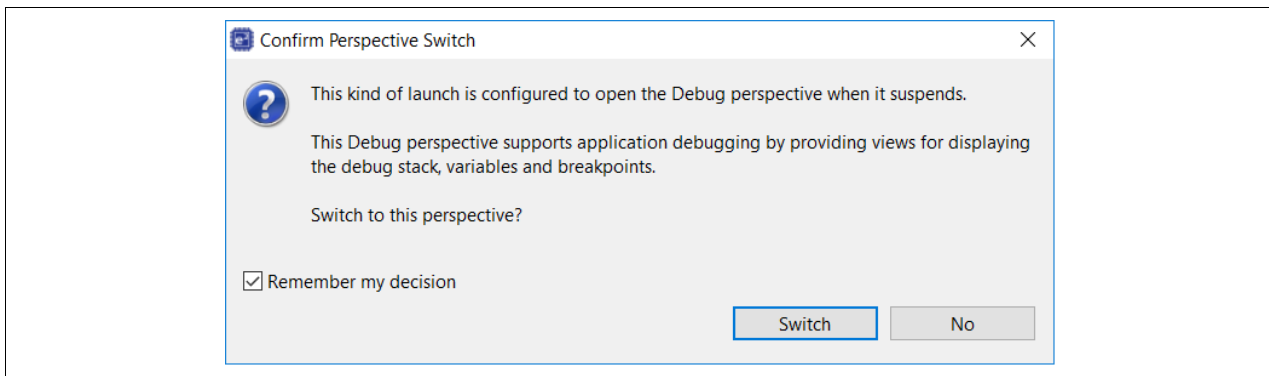 Confirm Perspective Switch
This kind of launch is configured to open the Debug perspective when it suspends.
This Debug perspective supports application debugging by providing views for displaying
the debug stack, variables and breakpoints.
Switch to this perspective?
Remember my decision
Switch
No